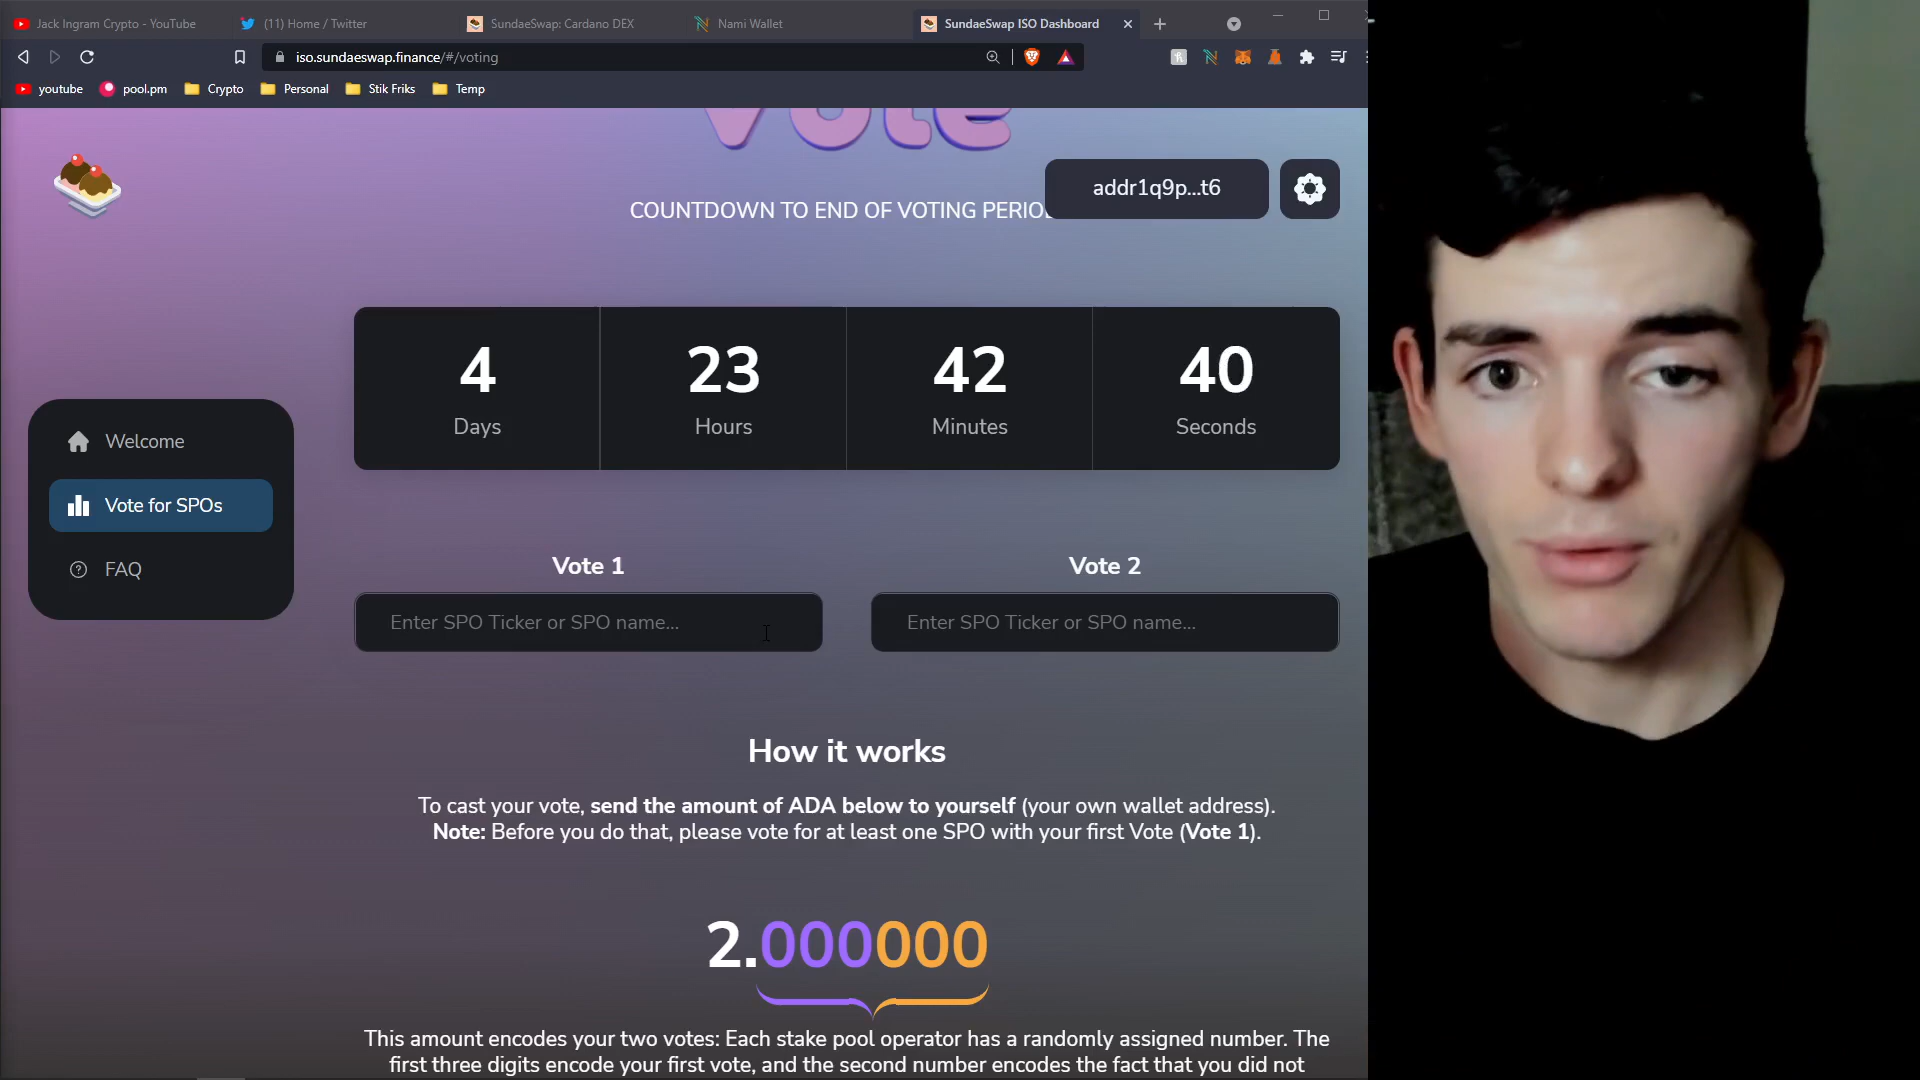 Jack Ingram Crypto - YouTube
(11) Home / Twitter
SundaeSwap: Cardano DEX
Nami Wallet
SundaeSwap ISO Dashboard
iso.sundaeswap.finance/#/voting
youtube
pool.pm
Crypto
Personal
Stik Friks
Temp
Vote
addr1q9p...t6
COUNTDOWN TO END OF VOTING PERIOD
4
23
42
40
Days
Hours
Minutes
Seconds
Welcome
Vote for SPOs
FAQ
Vote 1
Vote 2
Enter SPO Ticker or SPO name...
Enter SPO Ticker or SPO name...
How it works
To cast your vote, send the amount of ADA below to yourself (your own wallet address).
Note: Before you do that, please vote for at least one SPO with your first Vote (Vote 1).
2.000000
This amount encodes your two votes: Each stake pool operator has a randomly assigned number. The
first three digits encode your first vote, and the second number encodes the fact that you did not